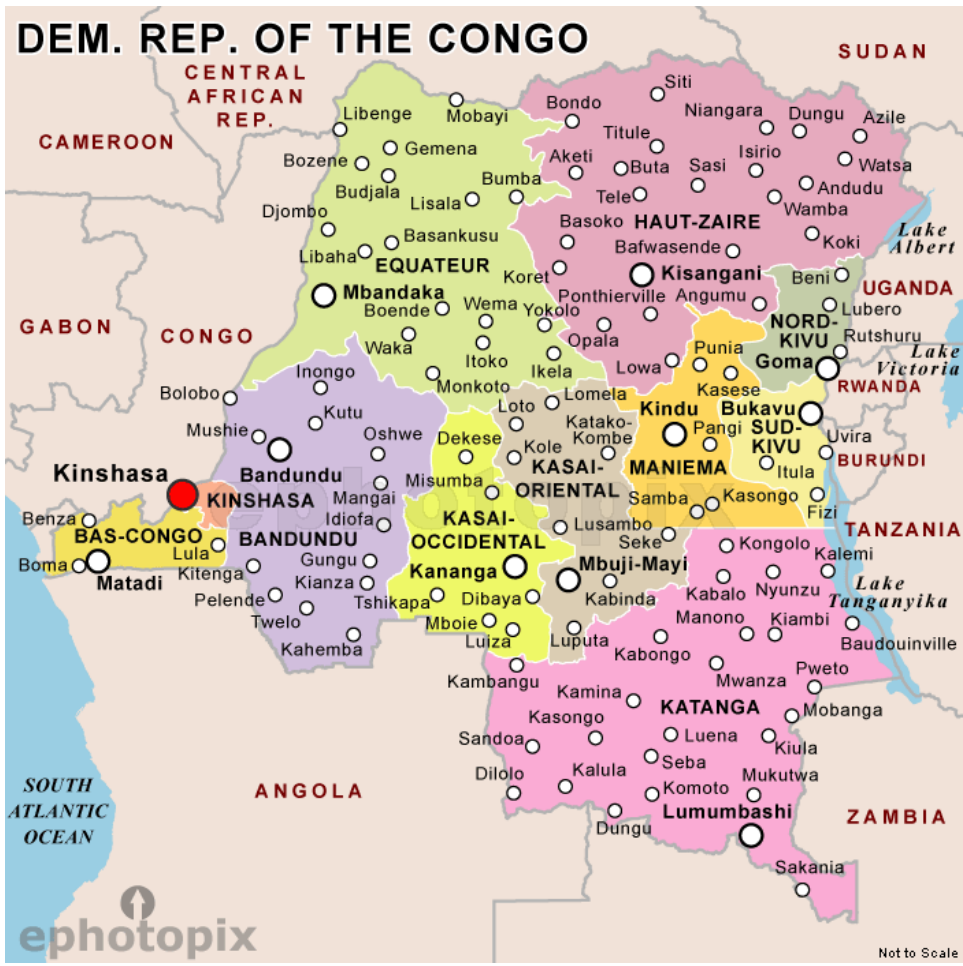 DEM. REP. OF THE CONGO
SUDAN
CENTRAL
AFRICAN
REP.
CAMEROON
GABON
CONGO
UGANDA
RWANDA
BURUNDI
TANZANIA
ZAMBIA
ANGOLA
Lake
Albert
Lake
Victoria
Lake
Tanganyika
SOUTH
ATLANTIC
OCEAN
Libenge
Mobayi
Bozene
Gemena
Budjala
Bumba
Lisala
Djombo
Basankusu
Libaha
EQUATEUR
Mbandaka
Boende
Wema
Yokolo
Waka
Itoko
Ikela
Monkoto
Siti
Bondo
Niangara
Dungu
Azile
Titule
Aketi
Buta
Sasi
Isirio
Watsa
Tele
Andudu
Wamba
Basoko
HAUT-ZAIRE
Bafwasende
Koki
Koret
Kisangani
Ponthierville
Angumu
Opala
Lowa
Beni
Lubero
NORD-
KIVU
Rutshuru
Goma
Punia
Kasese
Kindu
Pangi
MANIEMA
Samba
Kasongo
Bukavu
SUD-
KIVU
Uvira
Itula
Fizi
Inongo
Bolobo
Kutu
Mushie
Oshwe
Bandundu
Mangai
Idiofa
BANDUNDU
Gungu
Kitenga
Kianza
Pelende
Twelo
Kahemba
Kinshasa
KINSHASA
Benza
BAS-CONGO
Lula
Boma
Matadi
Dekese
Misumba
KASAI-
OCCIDENTAL
Kananga
Tshikapa
Dibaya
Mboie
Luiza
Lomela
Loto
Katako-
Kombe
Kole
KASAI-
ORIENTAL
Lusambo
Seke
Mbuji-Mayi
Kabinda
Luputa
Kongolo
Kalemi
Kabalo
Nyunzu
Manono
Kiambi
Baudouinville
Kabongo
Kambangu
Mwanza
Pweto
Kamina
KATANGA
Mobanga
Kasongo
Sandoa
Luena
Kiula
Seba
Dilolo
Kalula
Komoto
Mukutwa
Dungu
Lumumbashi
Sakania
ephotopix
ephotopix
Not to Scale